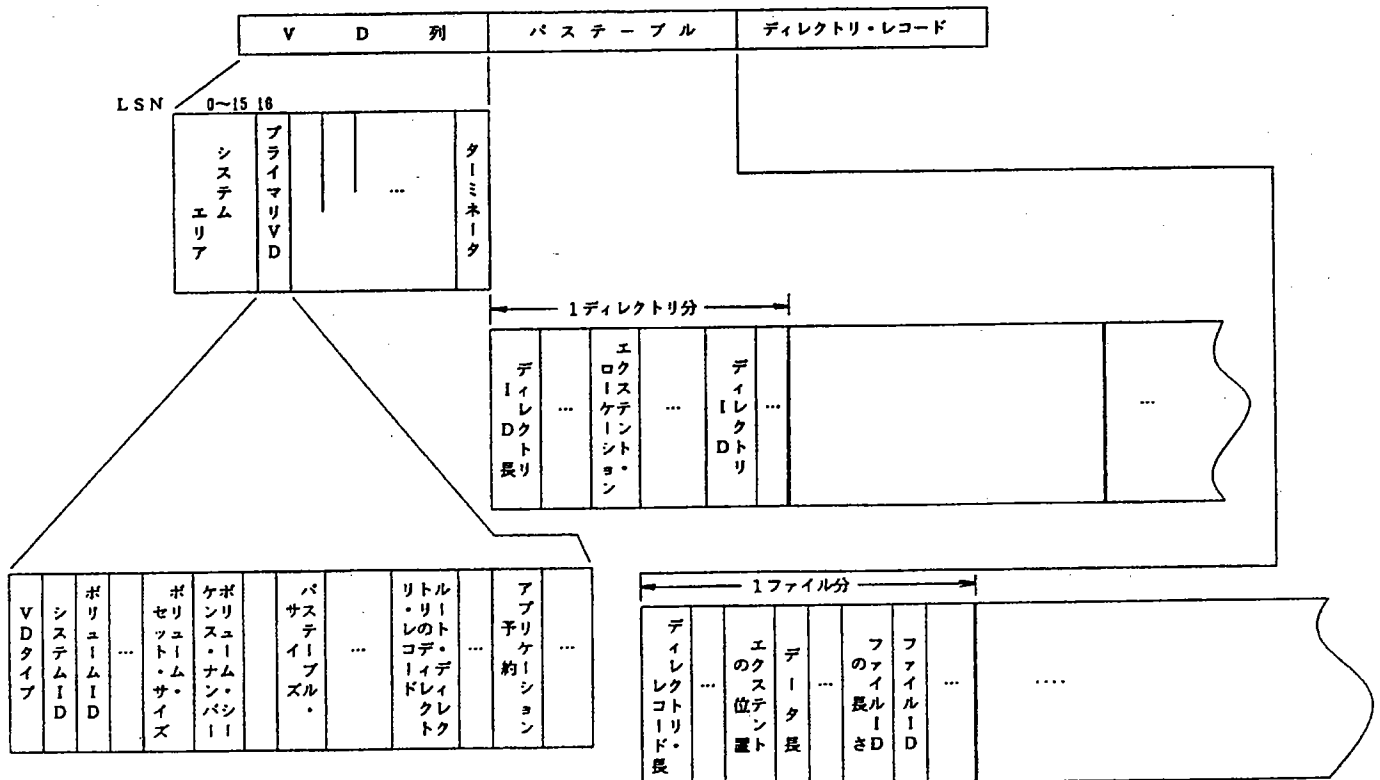 V D 列
パステーブル
ディレクトリ・レコード
LSN
0〜15
16
システム
エリア
プライマリVD
...
ターミネータ
1ディレクトリ分
ディレクトリ
ID長
...
エクステント・
ローケーション
...
ディレクトリ
ID
...
...
VDタイプ
システムID
ボリュームID
...
ボリューム・
セット・サイズ
ボリューム・シー
ケンス・ナンバー
パステーブル・
サイズ
...
ルート・ディレク
トリのディレクト
リ・レコード
...
アプリケーション
予約
...
1ファイル分
ディレクトリ・
レコード長
...
エクステント
の位置
データ長
...
ファイルID
の長さ
ファイルID
...
....